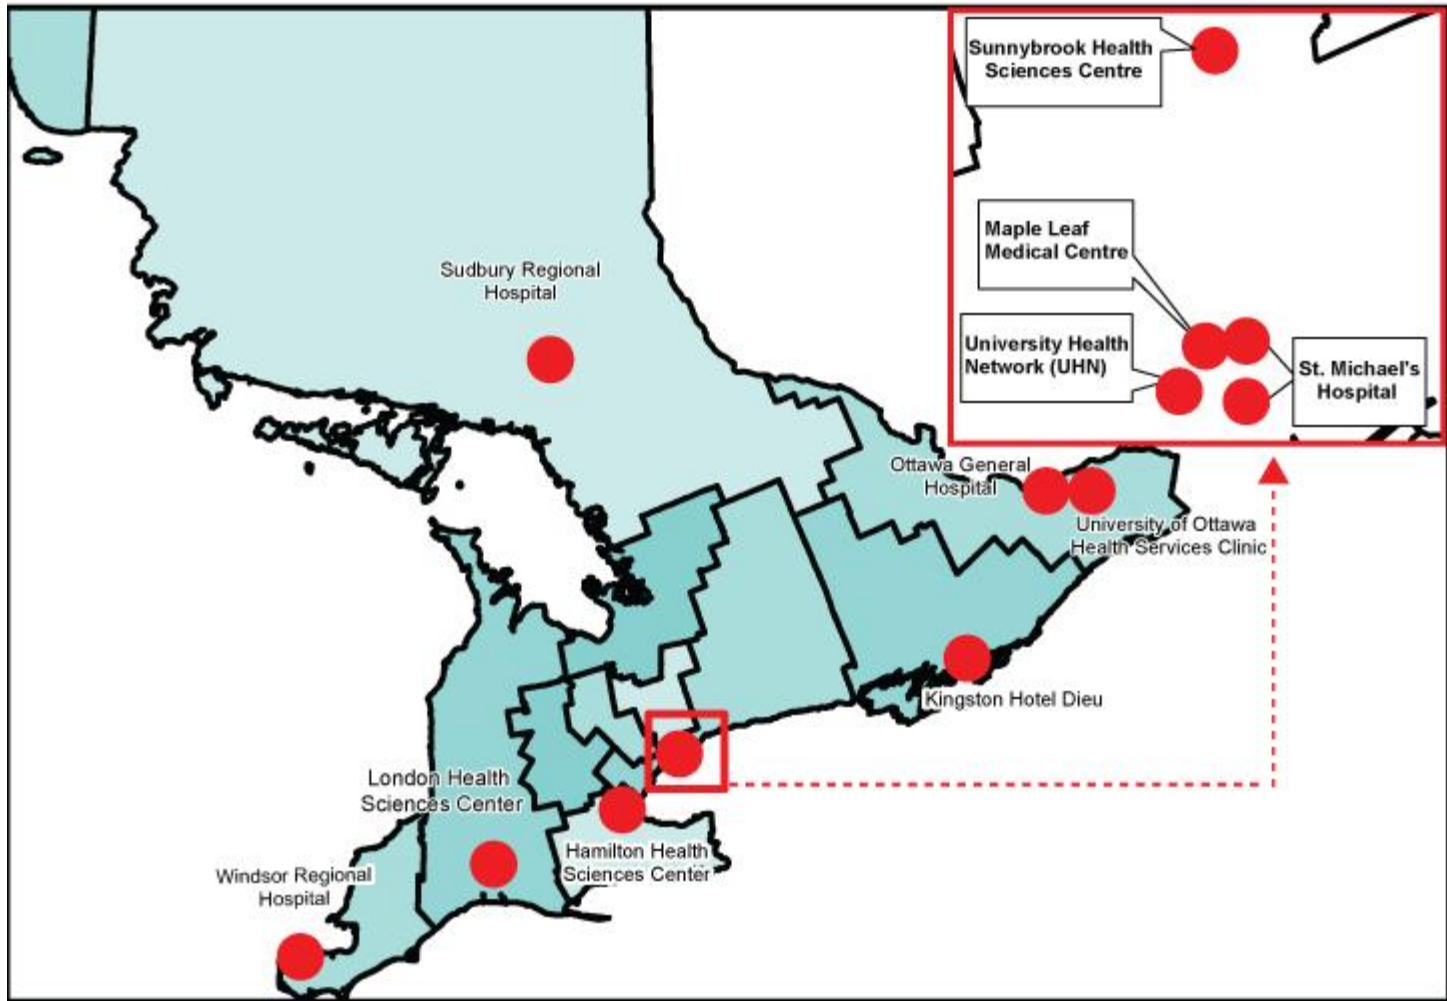 Sunnybrook Health
Sciences Centre
Maple Leaf
Medical Centre
University Health
Network (UHN)
St. Michael's
Hospital
Sudbury Regional
Hospital
Ottawa General
Hospital
University of Ottawa
Health Services Clinic
Kingston Hotel Dieu
London Health
Sciences Center
Hamilton Health
Sciences Center
Windsor Regional
Hospital